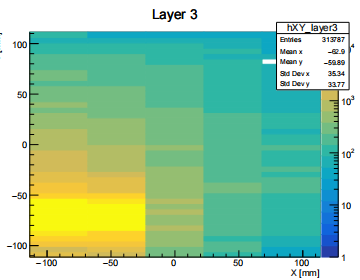 Layer 3
hXY_layer3
Entries 313787
Mean x -62.9
Mean y -59.89
Std Dev x 35.34
Std Dev y 33.77
100
50
0
−50
−100
−100 −50 0 50 100
X [mm]
10³
10²
10
1